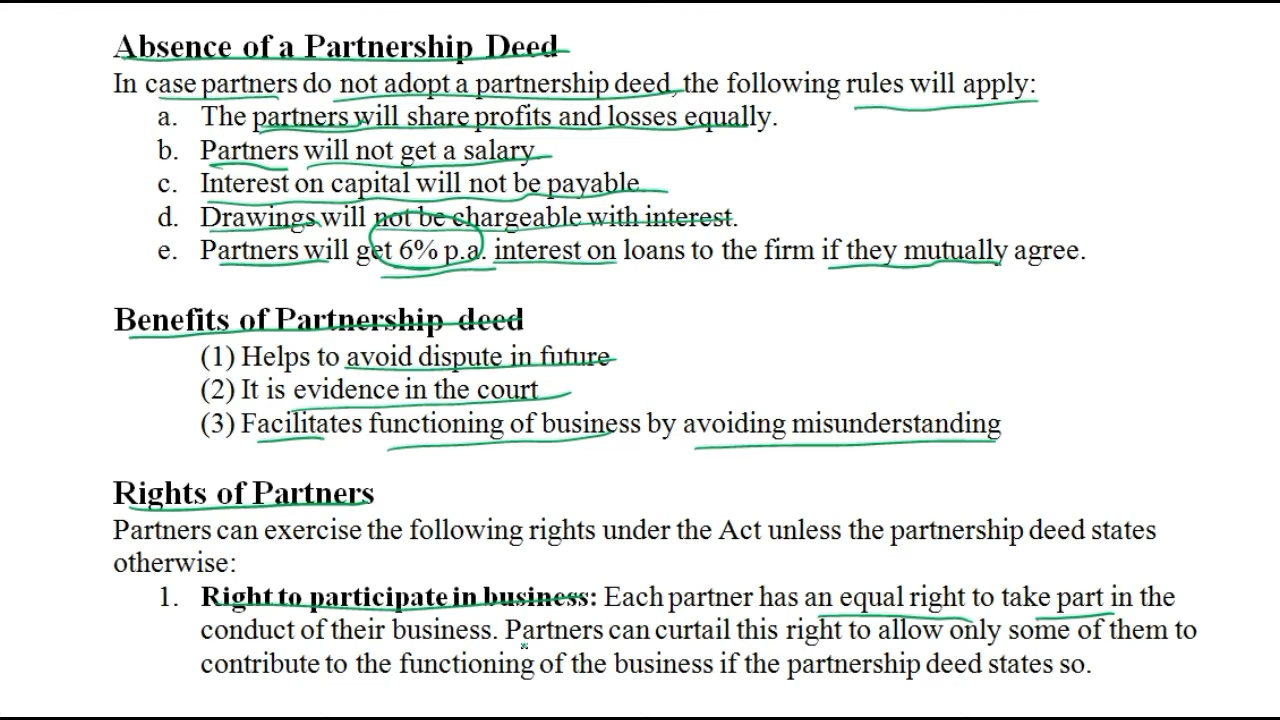 Absence of a Partnership Deed
In case partners do not adopt a partnership deed, the following rules will apply:
a. The partners will share profits and losses equally.
b. Partners will not get a salary
c. Interest on capital will not be payable.
d. Drawings will not be chargeable with interest.
e. Partners will get 6% p.a. interest on loans to the firm if they mutually agree.
Benefits of Partnership deed
(1) Helps to avoid dispute in future
(2) It is evidence in the court
(3) Facilitates functioning of business by avoiding misunderstanding
Rights of Partners
Partners can exercise the following rights under the Act unless the partnership deed states
otherwise:
1. Right to participate in business: Each partner has an equal right to take part in the
conduct of their business. Partners can curtail this right to allow only some of them to
contribute to the functioning of the business if the partnership deed states so.